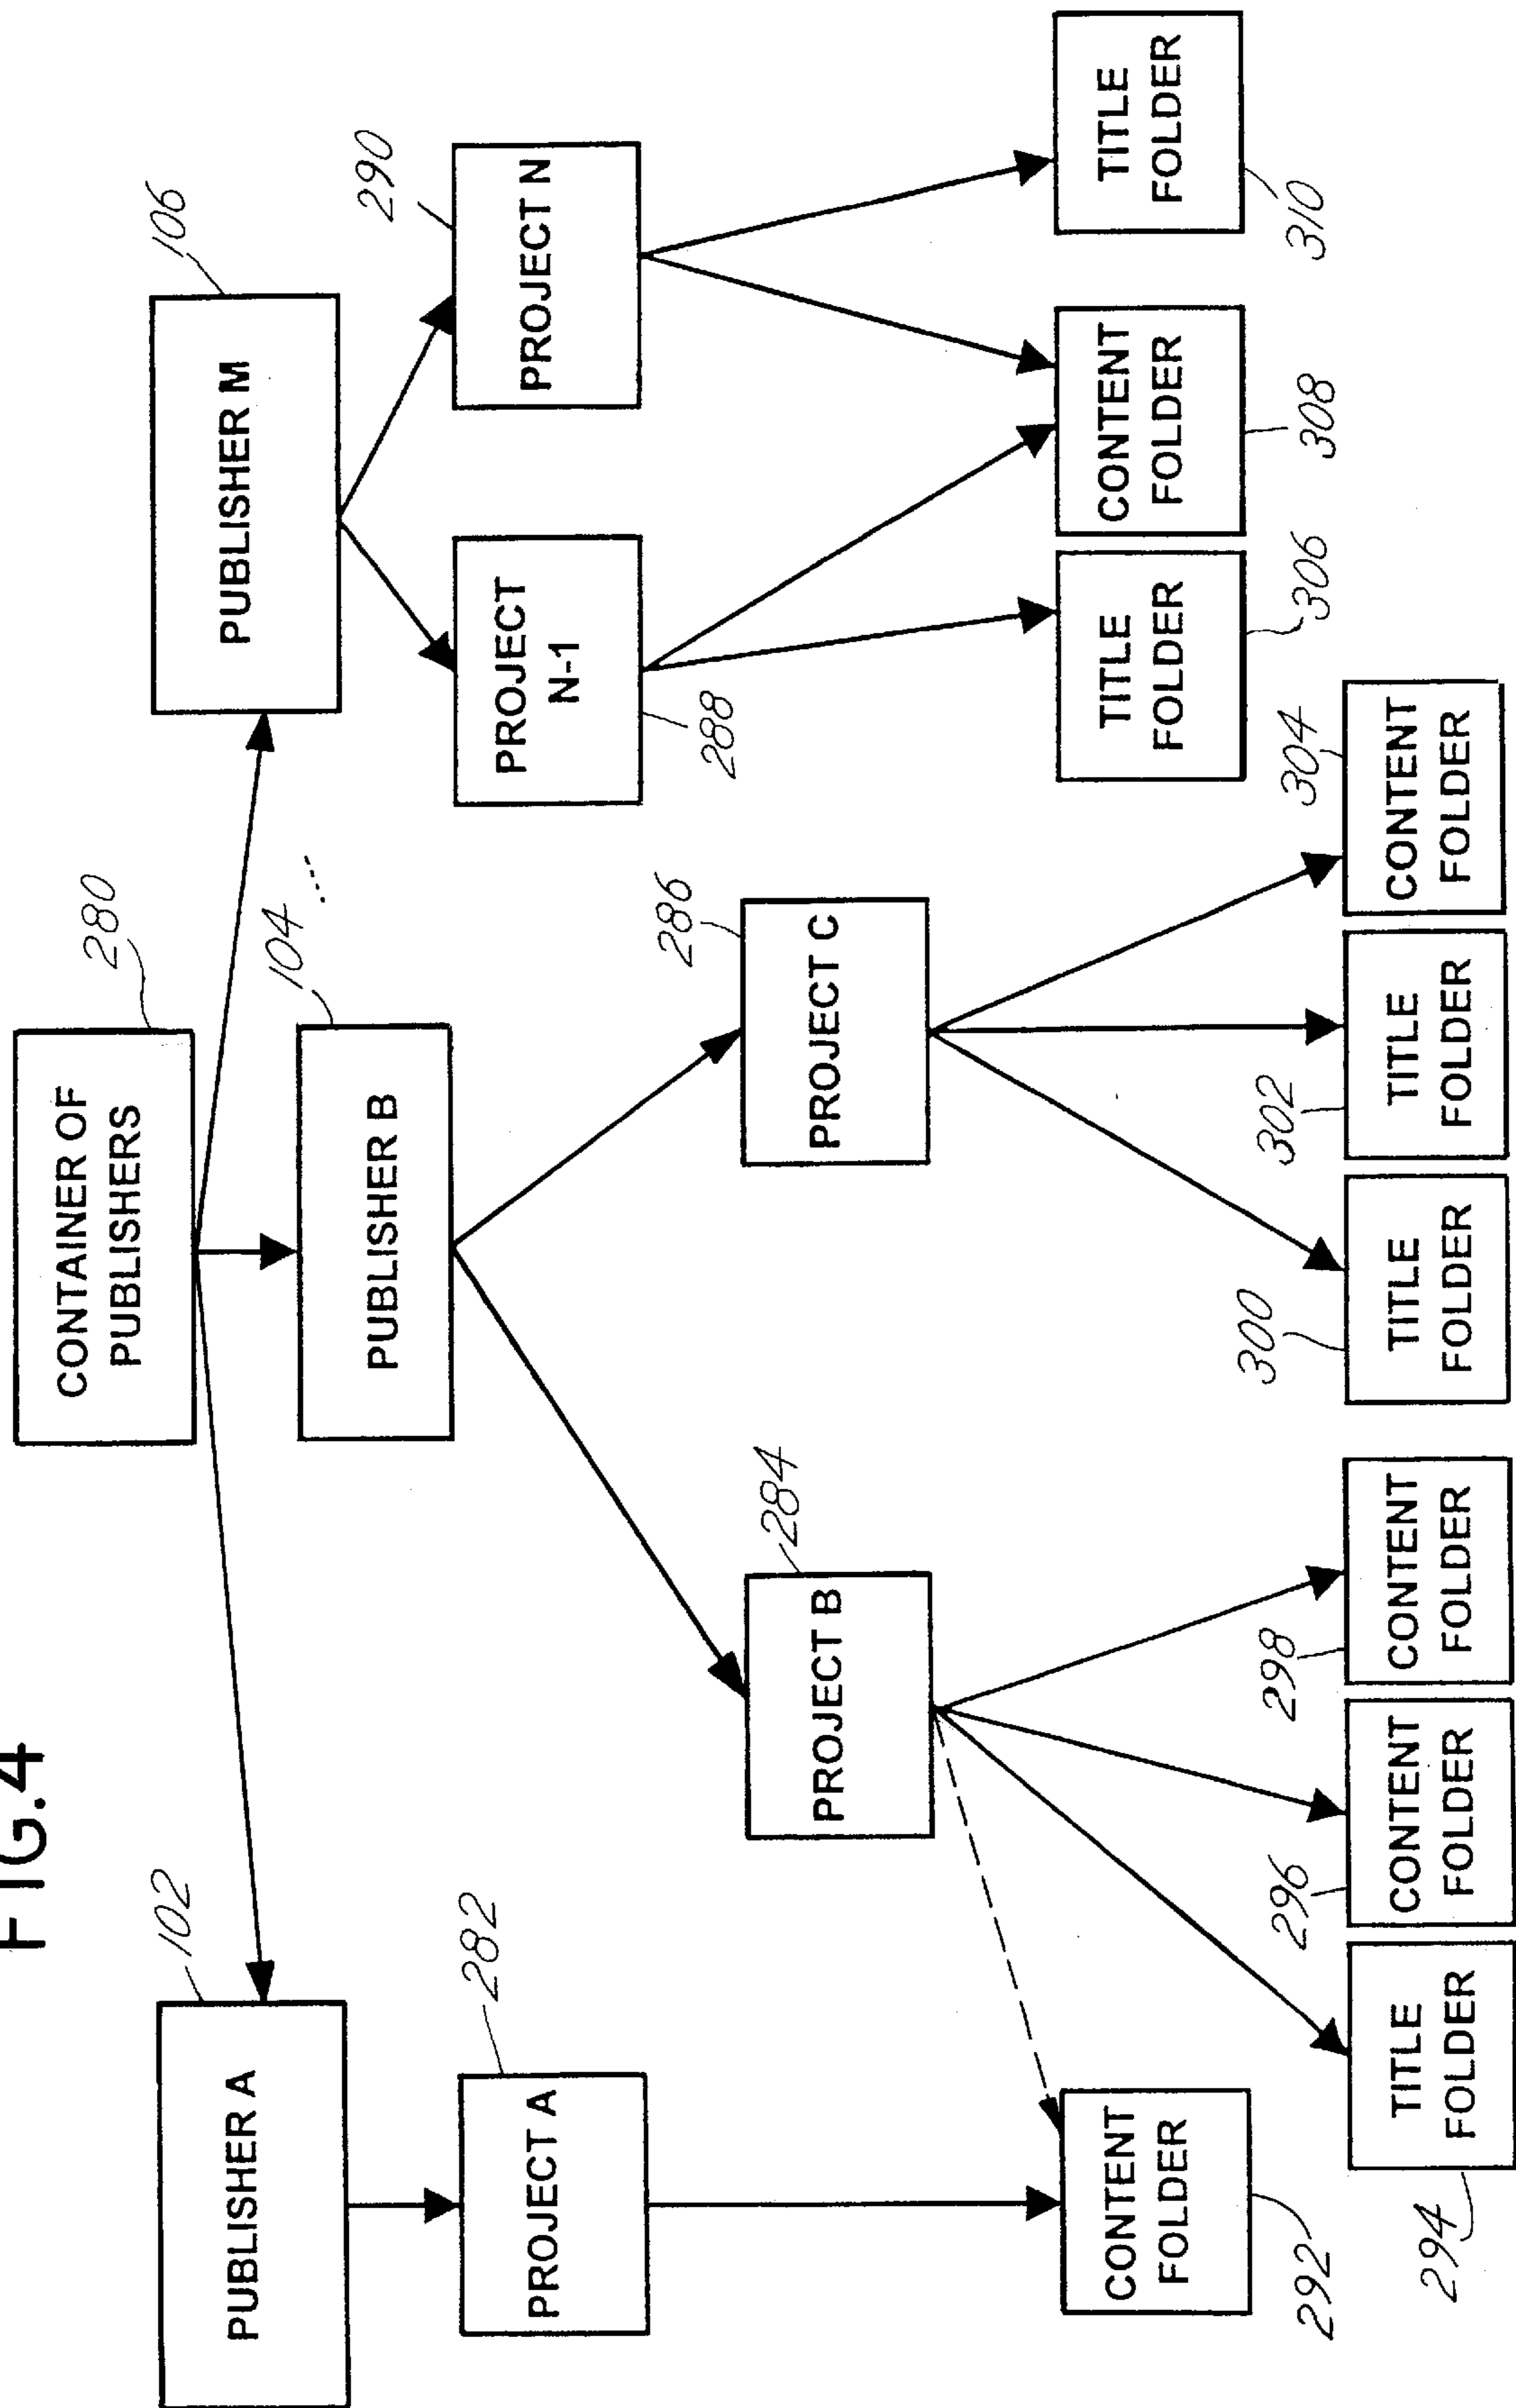 FIG.4
CONTAINER OF
PUBLISHERS
280
102
PUBLISHER A
104
...
PUBLISHER B
106
PUBLISHER M
282
PROJECT A
284
PROJECT B
286
PROJECT C
288
PROJECT
N-1
290
PROJECT N
CONTENT
FOLDER
292
TITLE
FOLDER
294
296
CONTENT
FOLDER
298
CONTENT
FOLDER
300
TITLE
FOLDER
302
TITLE
FOLDER
304
CONTENT
FOLDER
TITLE
FOLDER
306
CONTENT
FOLDER
308
TITLE
FOLDER
310